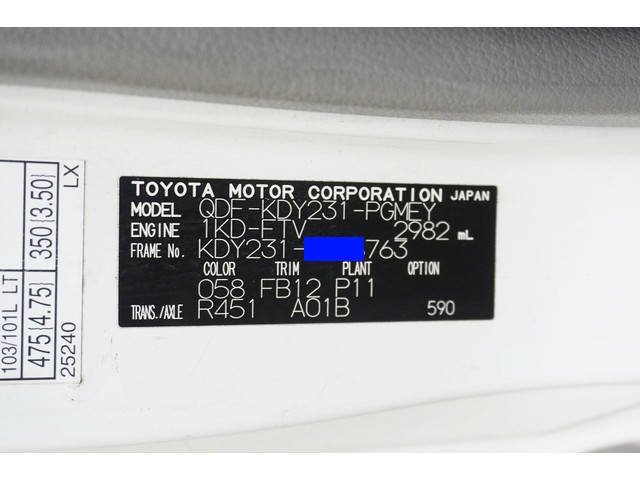 TOYOTA MOTOR CORPORATION JAPAN
MODEL QDF-KDY231-PGMEY
ENGINE 1KD-FTV 2982 mL
FRAME No. KDY231- 763
COLOR TRIM PLANT OPTION
058 FB12 P11
TRANS./AXLE R451 A01B 590
103/101L LT
475[4.75] 350[3.50]
25240 LX